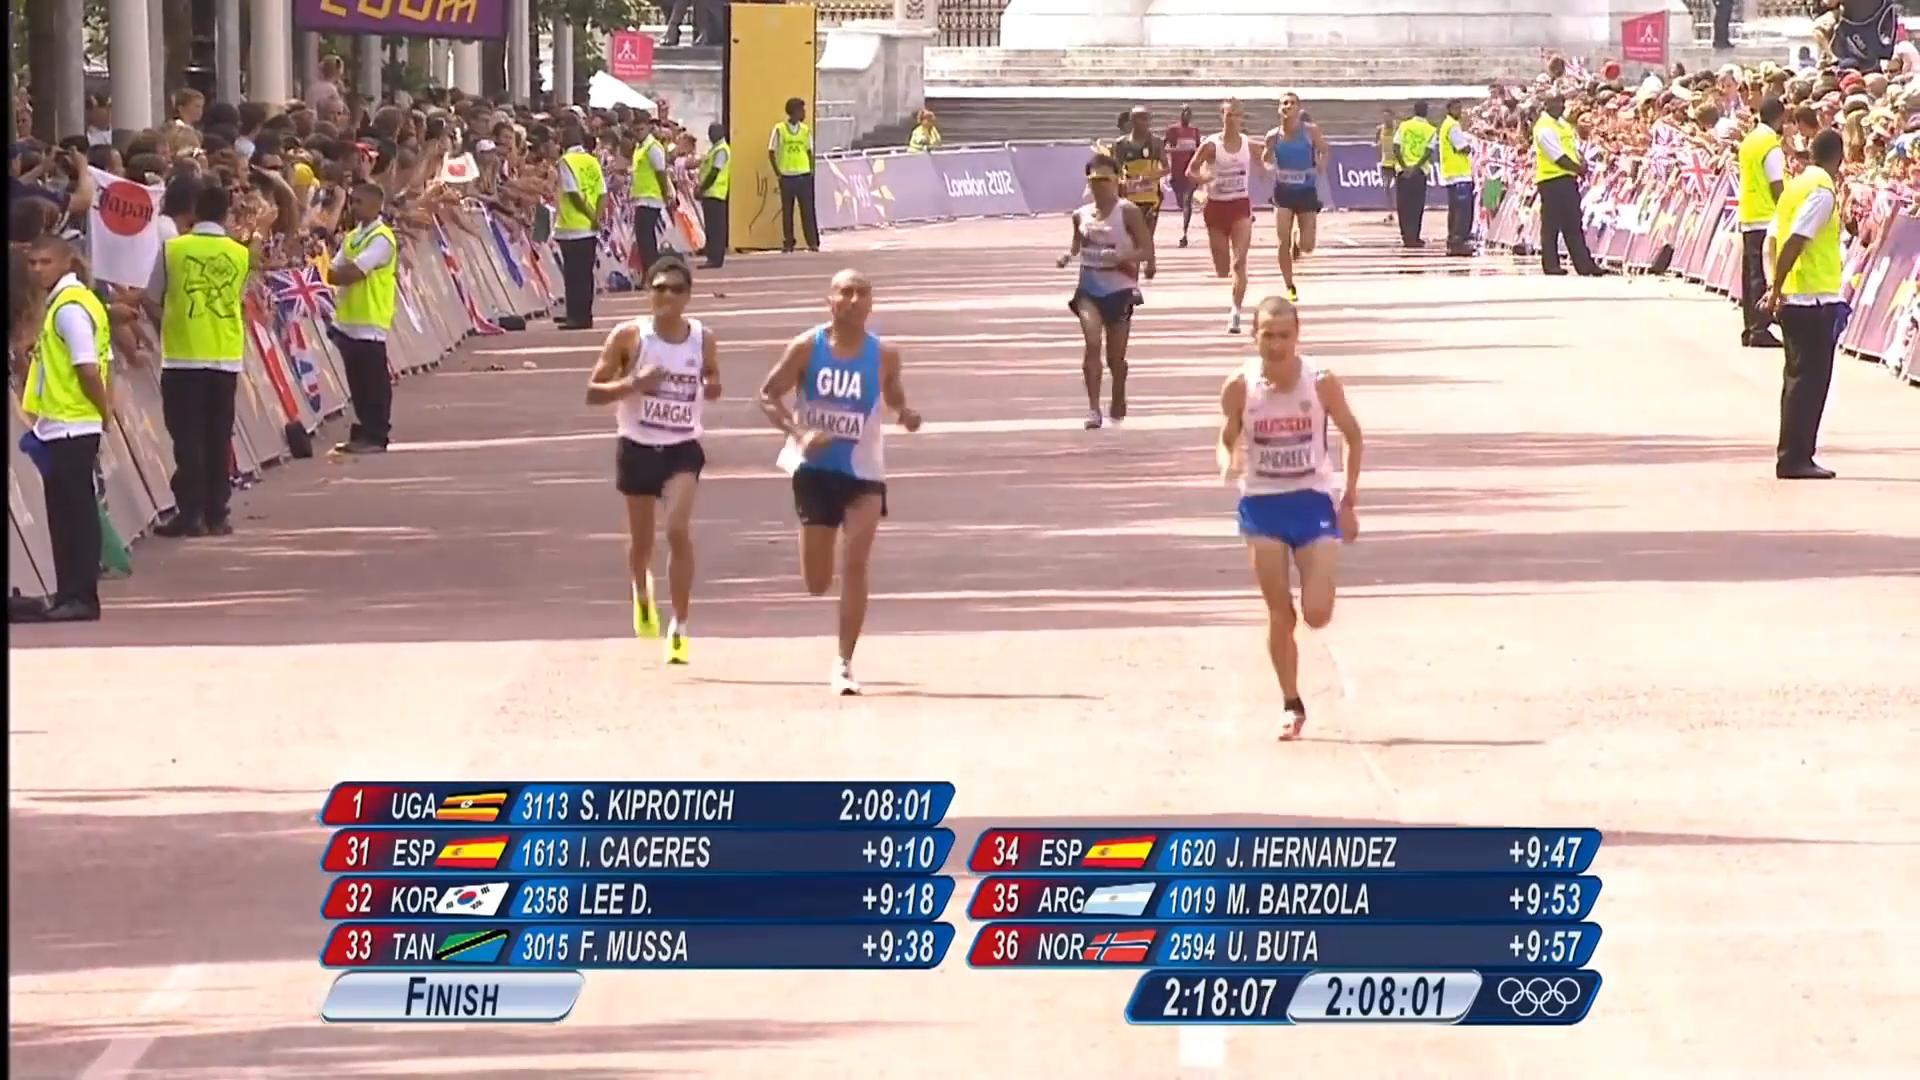 200m
Japan
London 2012
GUA
VARGAS
GARCIA
RUSSIA
ANDREEV
1 UGA 3113 S. KIPROTICH 2:08:01
31 ESP 1613 I. CACERES +9:10
32 KOR 2358 LEE D. +9:18
33 TAN 3015 F. MUSSA +9:38
34 ESP 1620 J. HERNANDEZ +9:47
35 ARG 1019 M. BARZOLA +9:53
36 NOR 2594 U. BUTA +9:57
FINISH
2:18:07 2:08:01